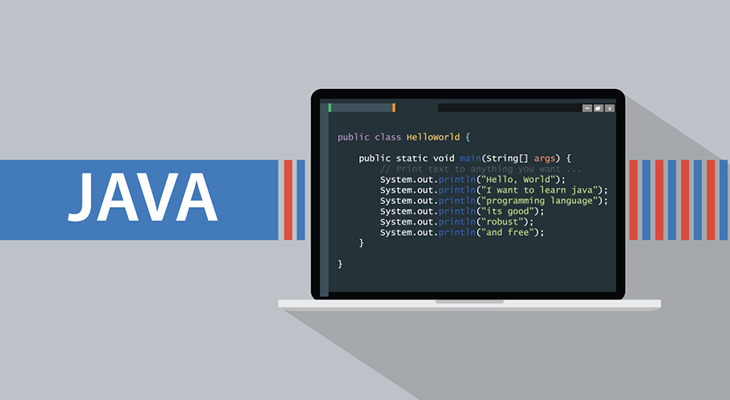 JAVA
public class HelloWorld {
public static void main(String[] args) {
// Print text to anything you want ...
System.out.println("Hello, World");
System.out.println("I want to learn java");
System.out.println("programming language");
System.out.println("its good");
System.out.println("robust");
System.out.println("and free");
}
}